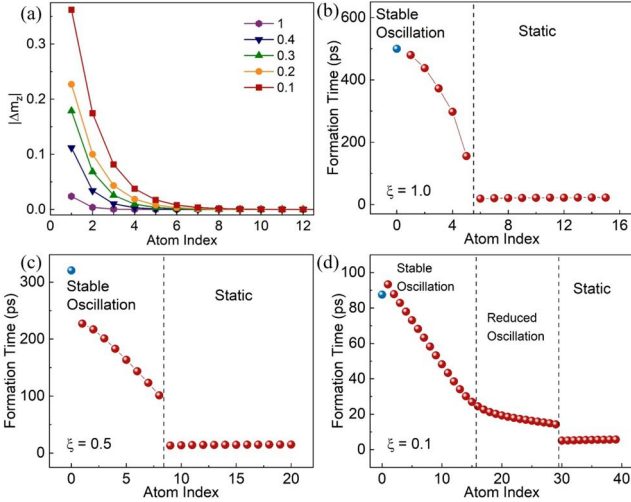 (a)
1
0.4
0.3
0.2
0.1
|Δm_z|
0.3
0.2
0.1
0.0
0 2 4 6 8 10 12
Atom Index
(b)
Stable
Oscillation
Static
Formation Time (ps)
600
400
200
0
ξ = 1.0
0 4 8 12 16
Atom Index
(c)
Stable
Oscillation
Static
Formation Time (ps)
300
200
100
0
ξ = 0.5
0 5 10 15 20
Atom Index
(d)
Stable
Oscillation
Reduced
Oscillation
Static
Formation Time (ps)
100
80
60
40
20
0
ξ = 0.1
0 10 20 30 40
Atom Index